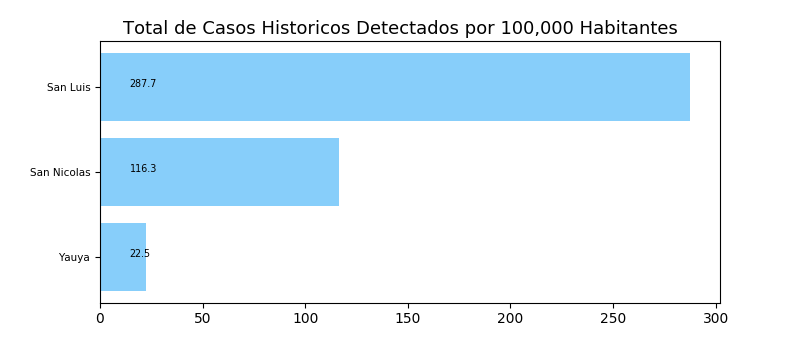 Total de Casos Historicos Detectados por 100,000 Habitantes
San Luis
287.7
San Nicolas
116.3
Yauya
22.5
0 50 100 150 200 250 300